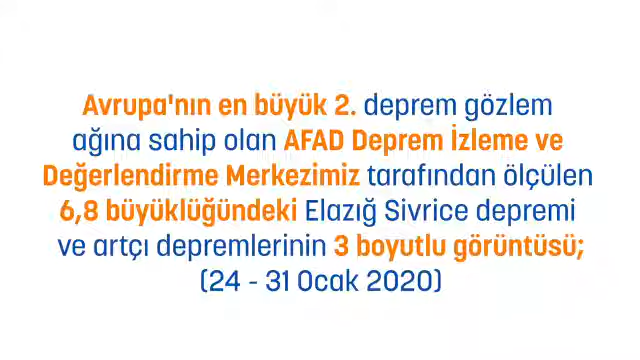 Avrupa'nın en büyük 2. deprem gözlem
ağına sahip olan AFAD Deprem İzleme ve
Değerlendirme Merkezimiz tarafından ölçülen
6,8 büyüklüğündeki Elazığ Sivrice depremi
ve artçı depremlerinin 3 boyutlu görüntüsü;
(24 - 31 Ocak 2020)